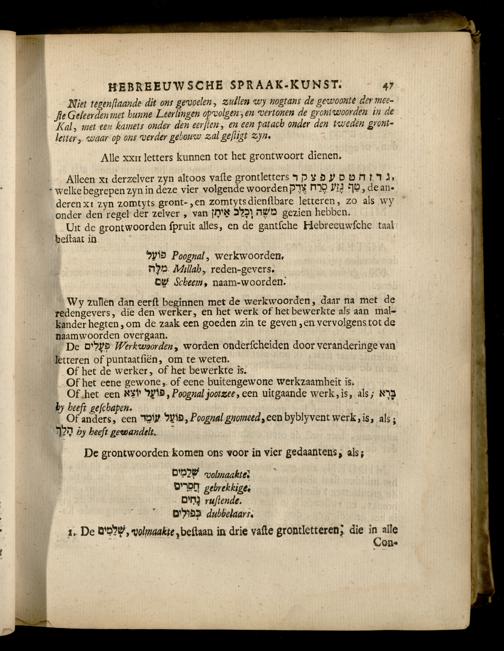 HEBREEUWSCHE SPRAAK-KUNST. 47
Niet tegenstaande dit ons gevoelen, zullen wy nogtans de gewoonte der mee-
ste Geleerden met hunne Leerlingen opvolgen, en vertonen de grontwoorden in de
Kal, met een kamets onder den eersten, en een patach onder den tweden gront-
letter, waar op ons verder gebouw zal gestigt zyn.
Alle XXII letters kunnen tot het grontwoort dienen.
Alleen XI derzelver zyn altoos vaste grontletters ג ד ז ח ט ס ע פ צ ק ר,
welke begrepen zyn in deze vier volgende woorden טַף גֶזַע סָרַח צֶדֶק, de an-
deren XI zyn zomtyts gront-, en zomtyts dienstbare letteren, zo als wy
onder den regel der zelver, van משֶׁה וְכָלֵב אֵיתָן gezien hebben.
Uit de grontwoorden spruit alles, en de gantsche Hebreeuwsche taal
bestaat in
פּוֹעַל Poognal, werkwoorden.
מִלָּה Millah, reden-gevers.
שֵׁם Scheem, naam-woorden.
Wy zullen dan eerst beginnen met de werkwoorden, daar na met de
redengevers, die den werker, en het werk of het bewerkte als aan mal-
kander hegten, om de zaak een goeden zin te geven, en vervolgens tot de
naamwoorden overgaan.
De פְּעָלִים Werkwoorden, worden onderscheiden door veranderinge van
letteren of puntaatsiën, om te weten.
Of het de werker, of het bewerkte is.
Of het eene gewone, of eene buitengewone werkzaamheit is.
Of het een פּוֹעַל יוֹצֵא, Poognal jootzee, een uitgaande werk, is, als; בָּרָא
hy heeft geschapen.
Of anders, een פּוֹעַל עוֹמֵד, Poognal gnomeed, een byblyvent werk, is, als;
הָלַךְ hy heeft gewandelt.
De grontwoorden komen ons voor in vier gedaantens, als;
שְׁלֵמִים volmaakte.
חֲסֵרִים gebrekkige.
נָחִים rustende.
כְּפוּלִים dubbelaars.
1. De שְׁלֵמִים, volmaakte, bestaan in drie vaste grontletteren, die in alle
Con-